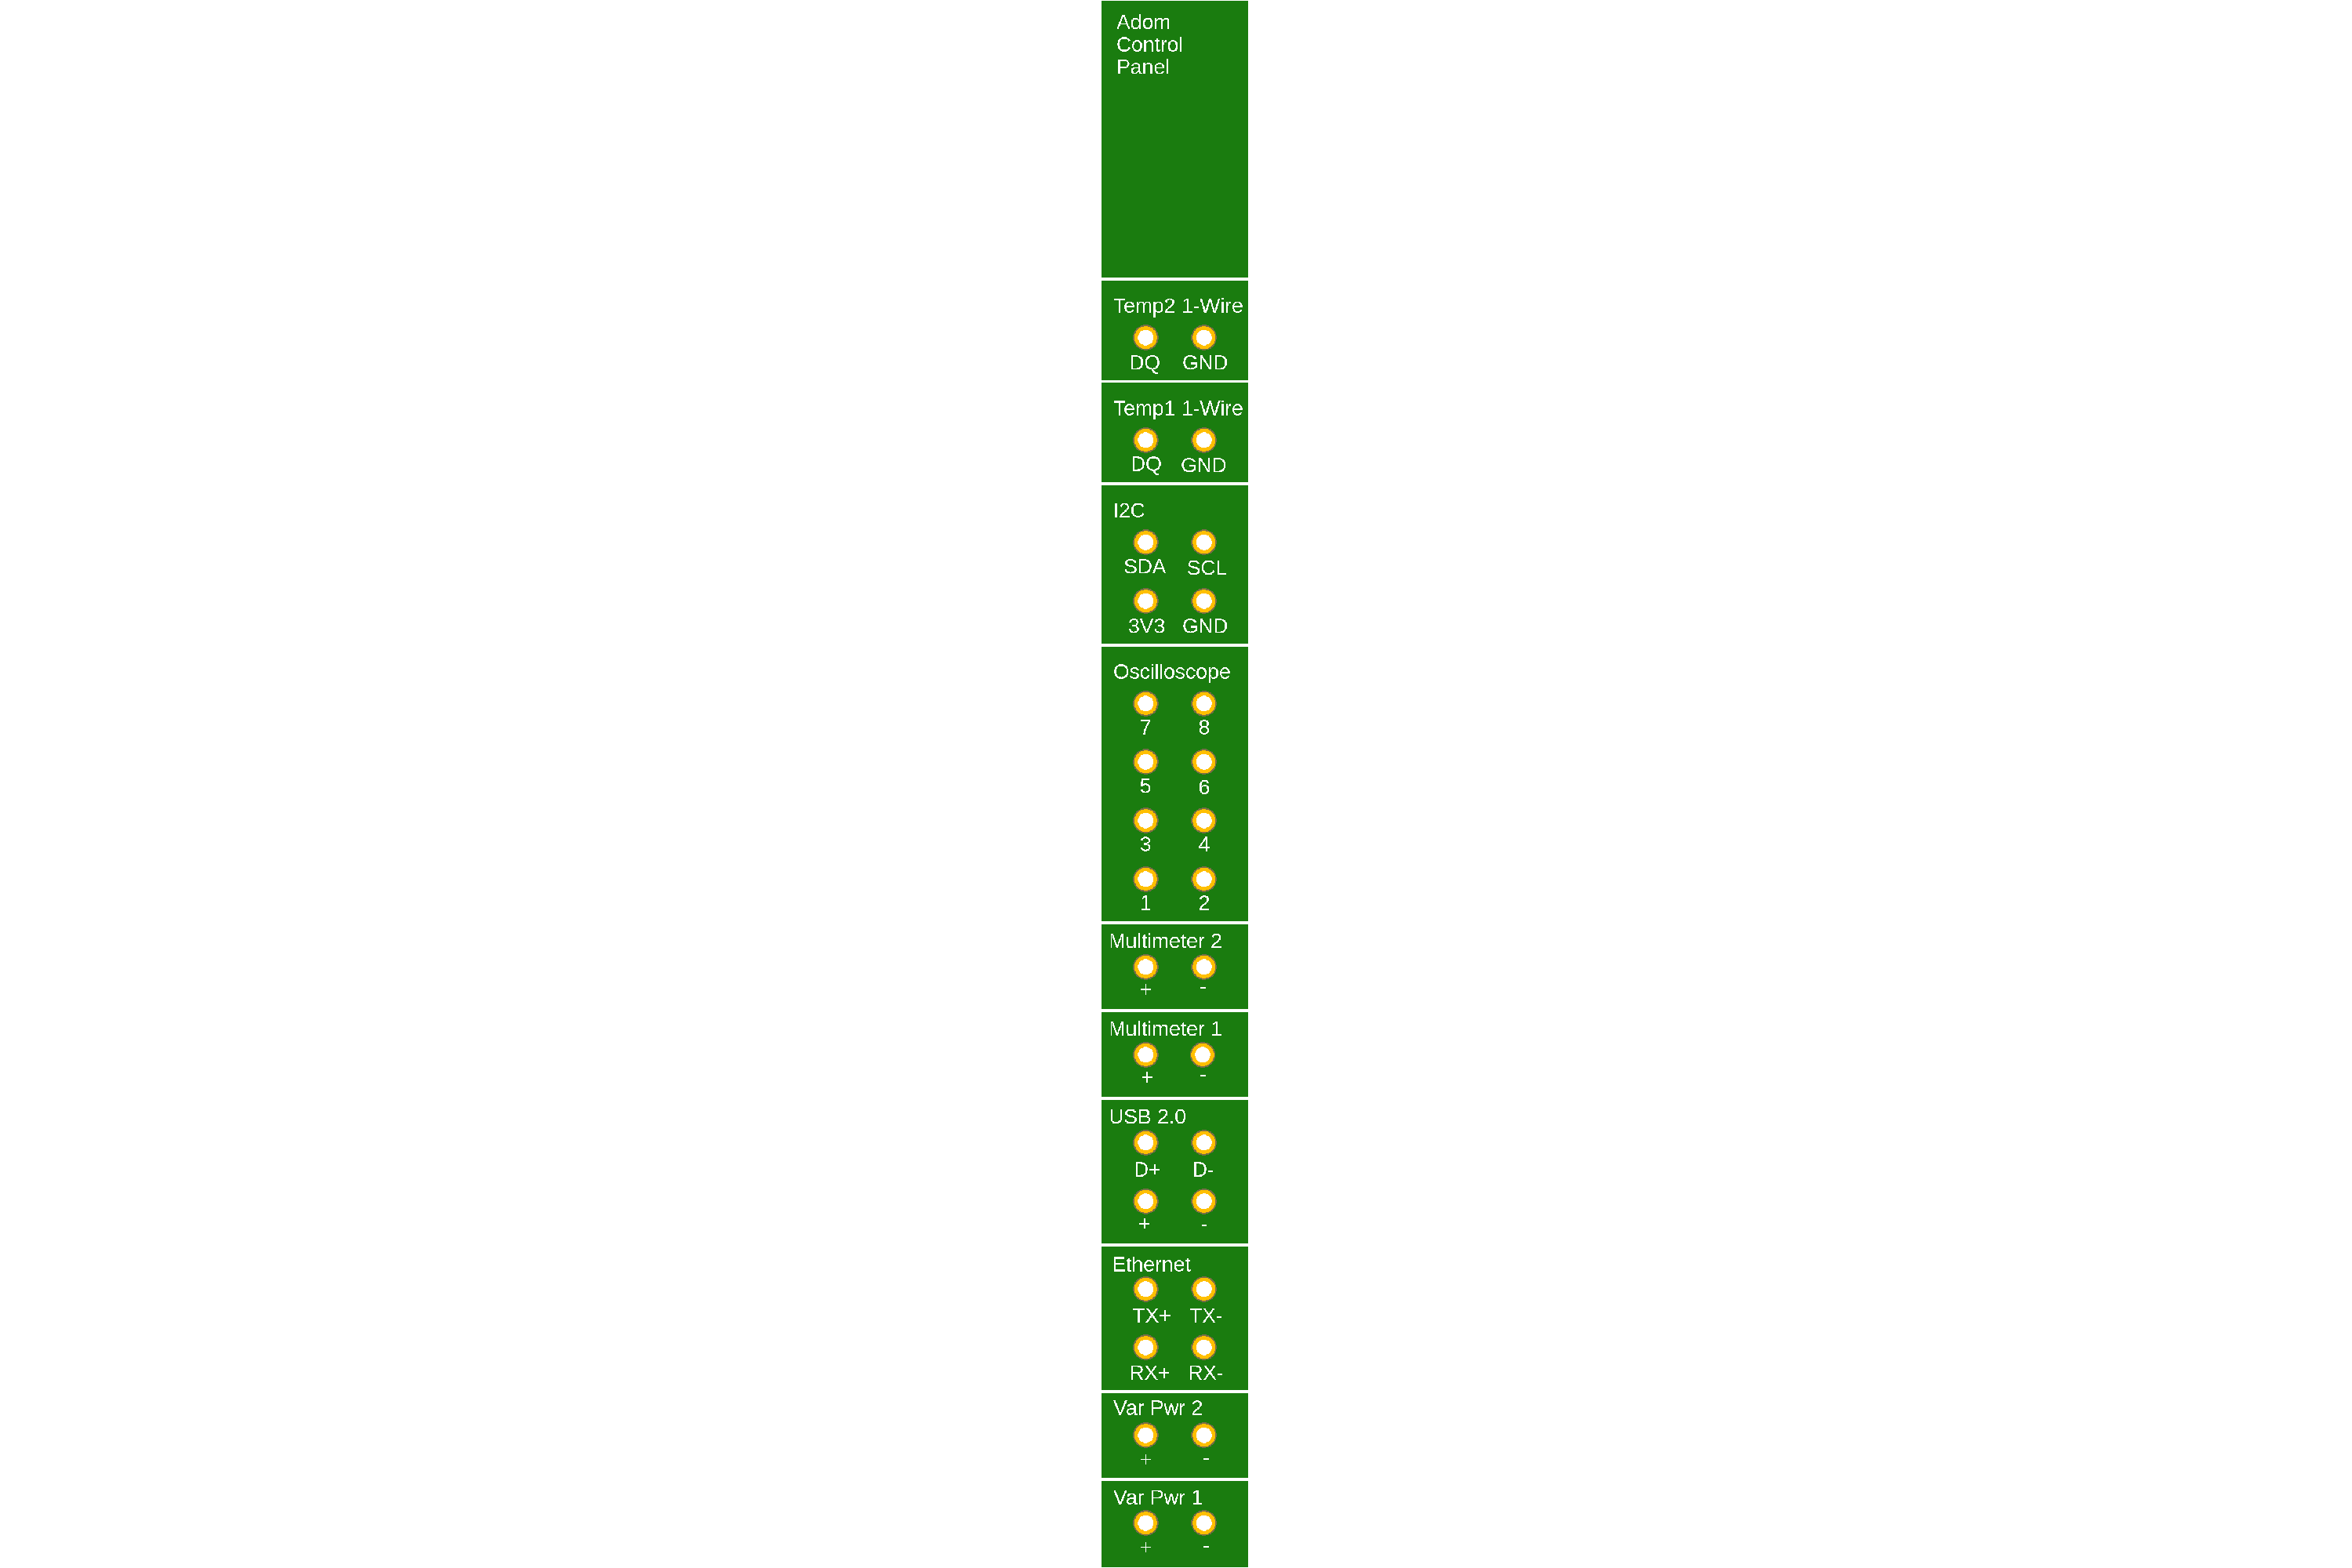 Adom
Control
Panel
Temp2 1-Wire
DQ GND
Temp1 1-Wire
DQ GND
I2C
SDA SCL
3V3 GND
Oscilloscope
7 8
5 6
3 4
1 2
Multimeter 2
+ -
Multimeter 1
+ -
USB 2.0
D+ D-
+ -
Ethernet
TX+ TX-
RX+ RX-
Var Pwr 2
+ -
Var Pwr 1
+ -